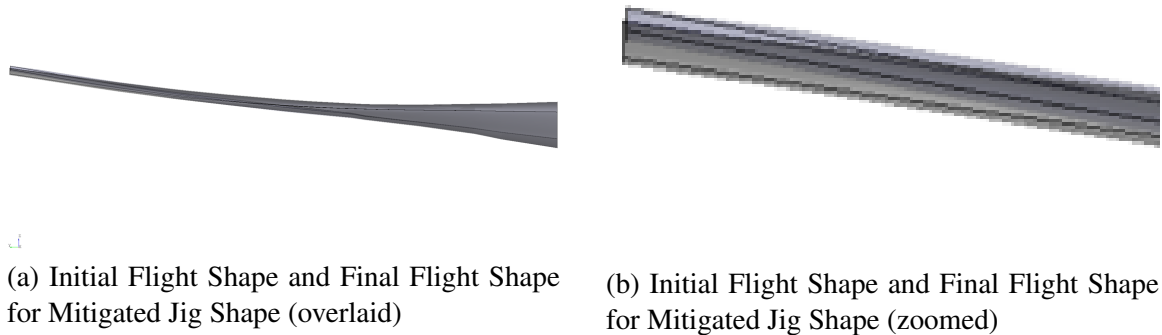 (a) Initial Flight Shape and Final Flight Shape
for Mitigated Jig Shape (overlaid)
(b) Initial Flight Shape and Final Flight Shape
for Mitigated Jig Shape (zoomed)